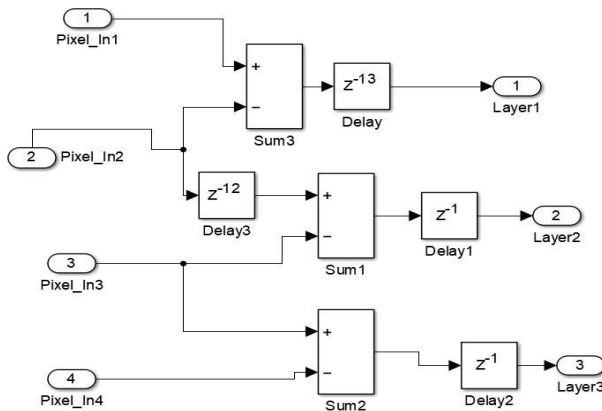 1
Pixel_In1
+
−
Sum3
z-13
Delay
1
Layer1
2
Pixel_In2
z-12
Delay3
+
−
Sum1
z-1
Delay1
2
Layer2
3
Pixel_In3
+
−
Sum2
z-1
Delay2
3
Layer3
4
Pixel_In4